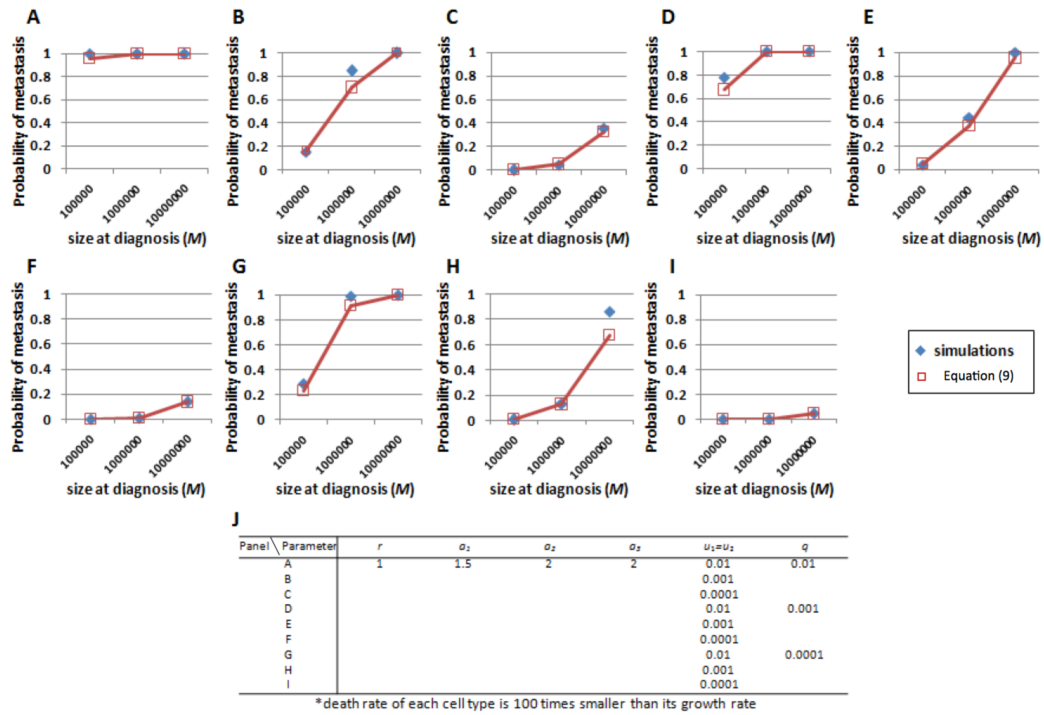 A
B
C
D
E
Probability of metastasis
1
0.8
0.6
0.4
0.2
0
100000
1000000
10000000
size at diagnosis (M)
Probability of metastasis
1
0.8
0.6
0.4
0.2
0
100000
1000000
10000000
size at diagnosis (M)
Probability of metastasis
1
0.8
0.6
0.4
0.2
0
100000
1000000
10000000
size at diagnosis (M)
Probability of metastasis
1
0.8
0.6
0.4
0.2
0
100000
1000000
10000000
size at diagnosis (M)
Probability of metastasis
1
0.8
0.6
0.4
0.2
0
100000
1000000
10000000
size at diagnosis (M)
F
G
H
I
Probability of metastasis
1
0.8
0.6
0.4
0.2
0
100000
1000000
10000000
size at diagnosis (M)
Probability of metastasis
1
0.8
0.6
0.4
0.2
0
100000
1000000
10000000
size at diagnosis (M)
Probability of metastasis
1
0.8
0.6
0.4
0.2
0
100000
1000000
10000000
size at diagnosis (M)
Probability of metastasis
1
0.8
0.6
0.4
0.2
0
100000
1000000
10000000
size at diagnosis (M)
simulations
Equation (9)
J
Panel \ Parameter r a₁ a₂ a₃ u₁=u₂ q
A 1 1.5 2 2 0.01 0.01
B 0.001
C 0.0001
D 0.01 0.001
E 0.001
F 0.0001
G 0.01 0.0001
H 0.001
I 0.0001
*death rate of each cell type is 100 times smaller than its growth rate